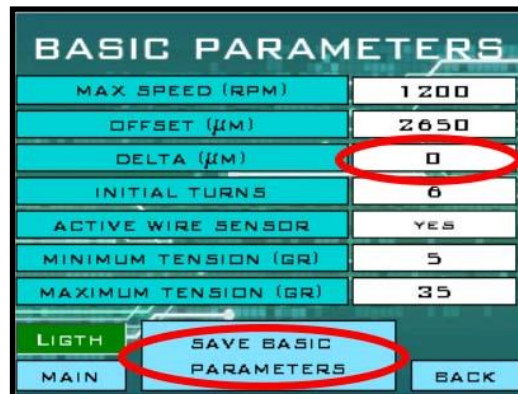 BASIC PARAMETERS
MAX SPEED (RPM) 1200
OFFSET (µM) 2650
DELTA (µM) 0
INITIAL TURNS 6
ACTIVE WIRE SENSOR YES
MINIMUM TENSION (GR) 5
MAXIMUM TENSION (GR) 35
LIGTH
SAVE BASIC
PARAMETERS
MAIN
BACK